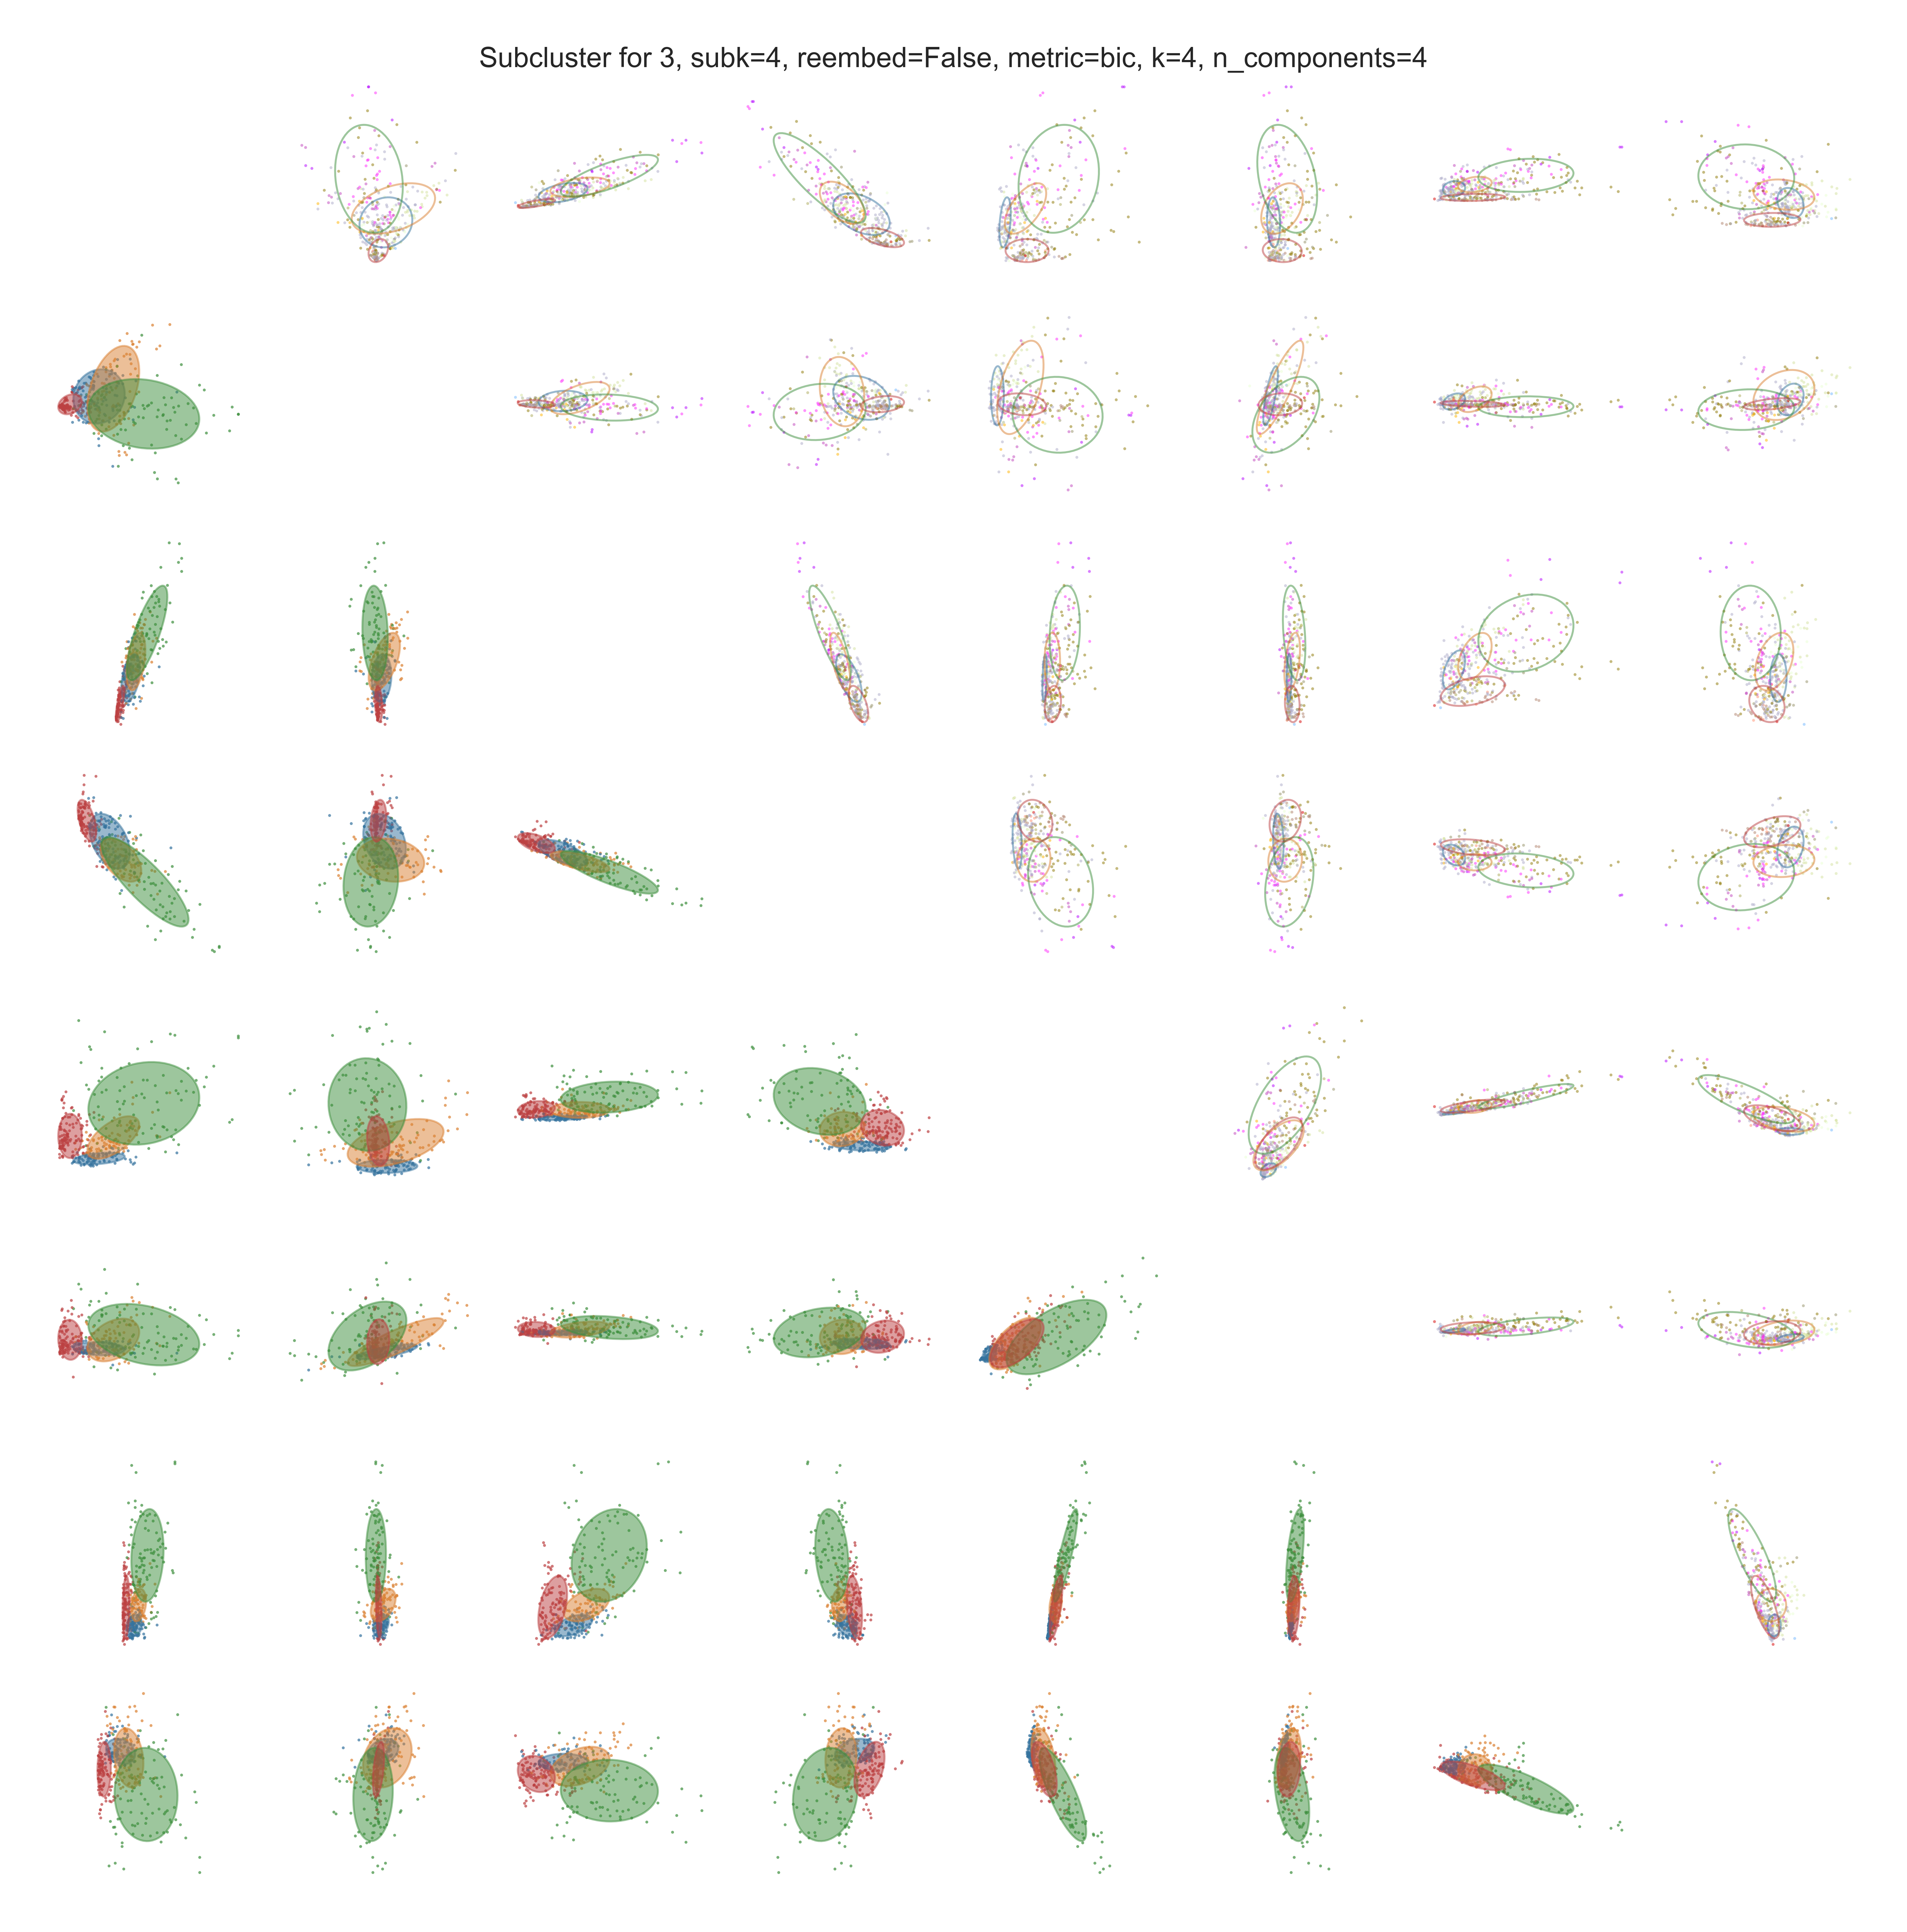 Subcluster for 3, subk=4, reembed=False, metric=bic, k=4, n_components=4